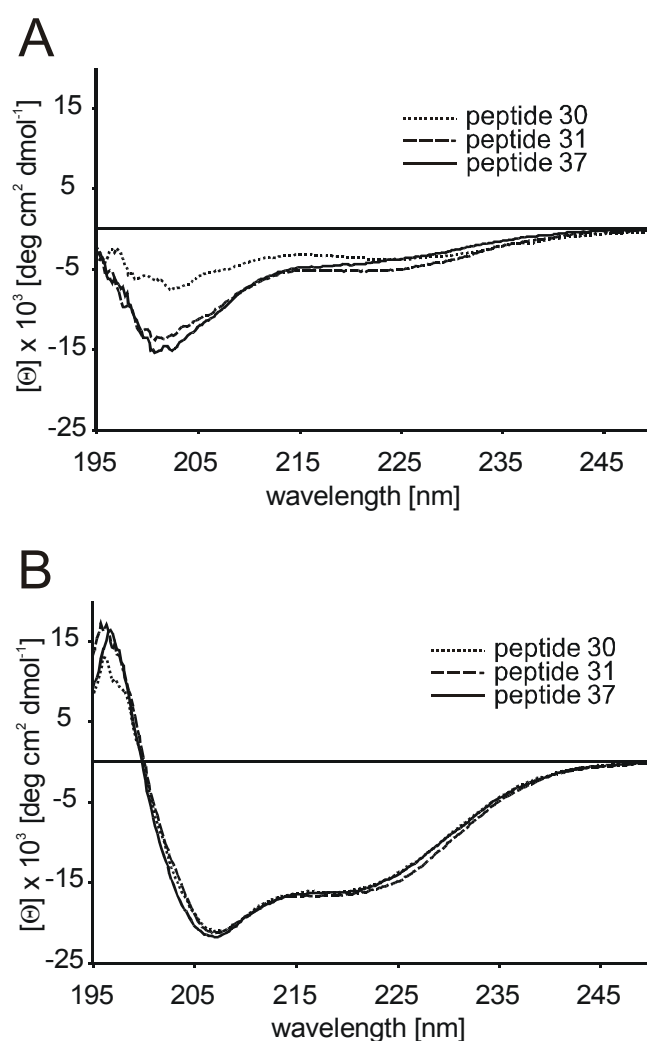 A
[Θ] x 10³ [deg cm² dmol⁻¹]
15
5
-5
-15
-25
peptide 30
peptide 31
peptide 37
195 205 215 225 235 245
wavelength [nm]
B
[Θ] x 10³ [deg cm² dmol⁻¹]
15
5
-5
-15
-25
peptide 30
peptide 31
peptide 37
195 205 215 225 235 245
wavelength [nm]